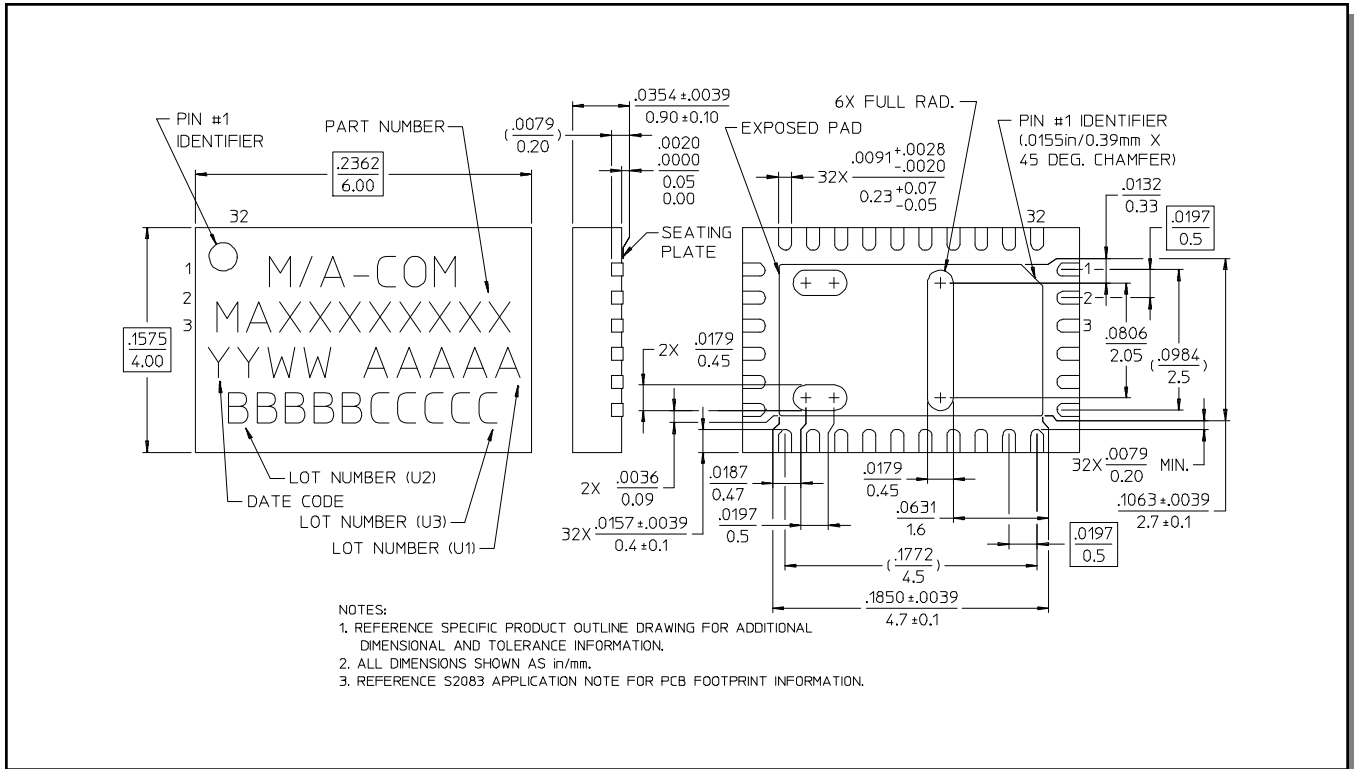 PIN #1
IDENTIFIER
PART NUMBER
.2362
6.00
32
1
2
3
.1575
4.00
M/A-COM
MAXXXXXXXXX
YYWW AAAAA
BBBBBCCCCC
LOT NUMBER (U2)
DATE CODE
LOT NUMBER (U3)
LOT NUMBER (U1)
.0354±.0039
0.90±0.10
(.0079)
0.20
.0020
.0000
0.05
0.00
SEATING
PLATE
EXPOSED PAD
32X .0091 +.0028 -.0020
0.23 +0.07 -0.05
6X FULL RAD.
PIN #1 IDENTIFIER
(.0155in/0.39mm X
45 DEG. CHAMFER)
32
.0132
0.33
.0197
0.5
1
2
3
.0806
2.05
(.0984)
2.5
2X .0179
0.45
2X .0036
0.09
32X .0157±.0039
0.4±0.1
.0187
0.47
.0197
0.5
.0179
0.45
.0631
1.6
32X .0079 MIN.
0.20
.1063±.0039
2.7±0.1
.0197
0.5
(.1772)
4.5
.1850±.0039
4.7±0.1
NOTES:
1. REFERENCE SPECIFIC PRODUCT OUTLINE DRAWING FOR ADDITIONAL
DIMENSIONAL AND TOLERANCE INFORMATION.
2. ALL DIMENSIONS SHOWN AS in/mm.
3. REFERENCE S2083 APPLICATION NOTE FOR PCB FOOTPRINT INFORMATION.